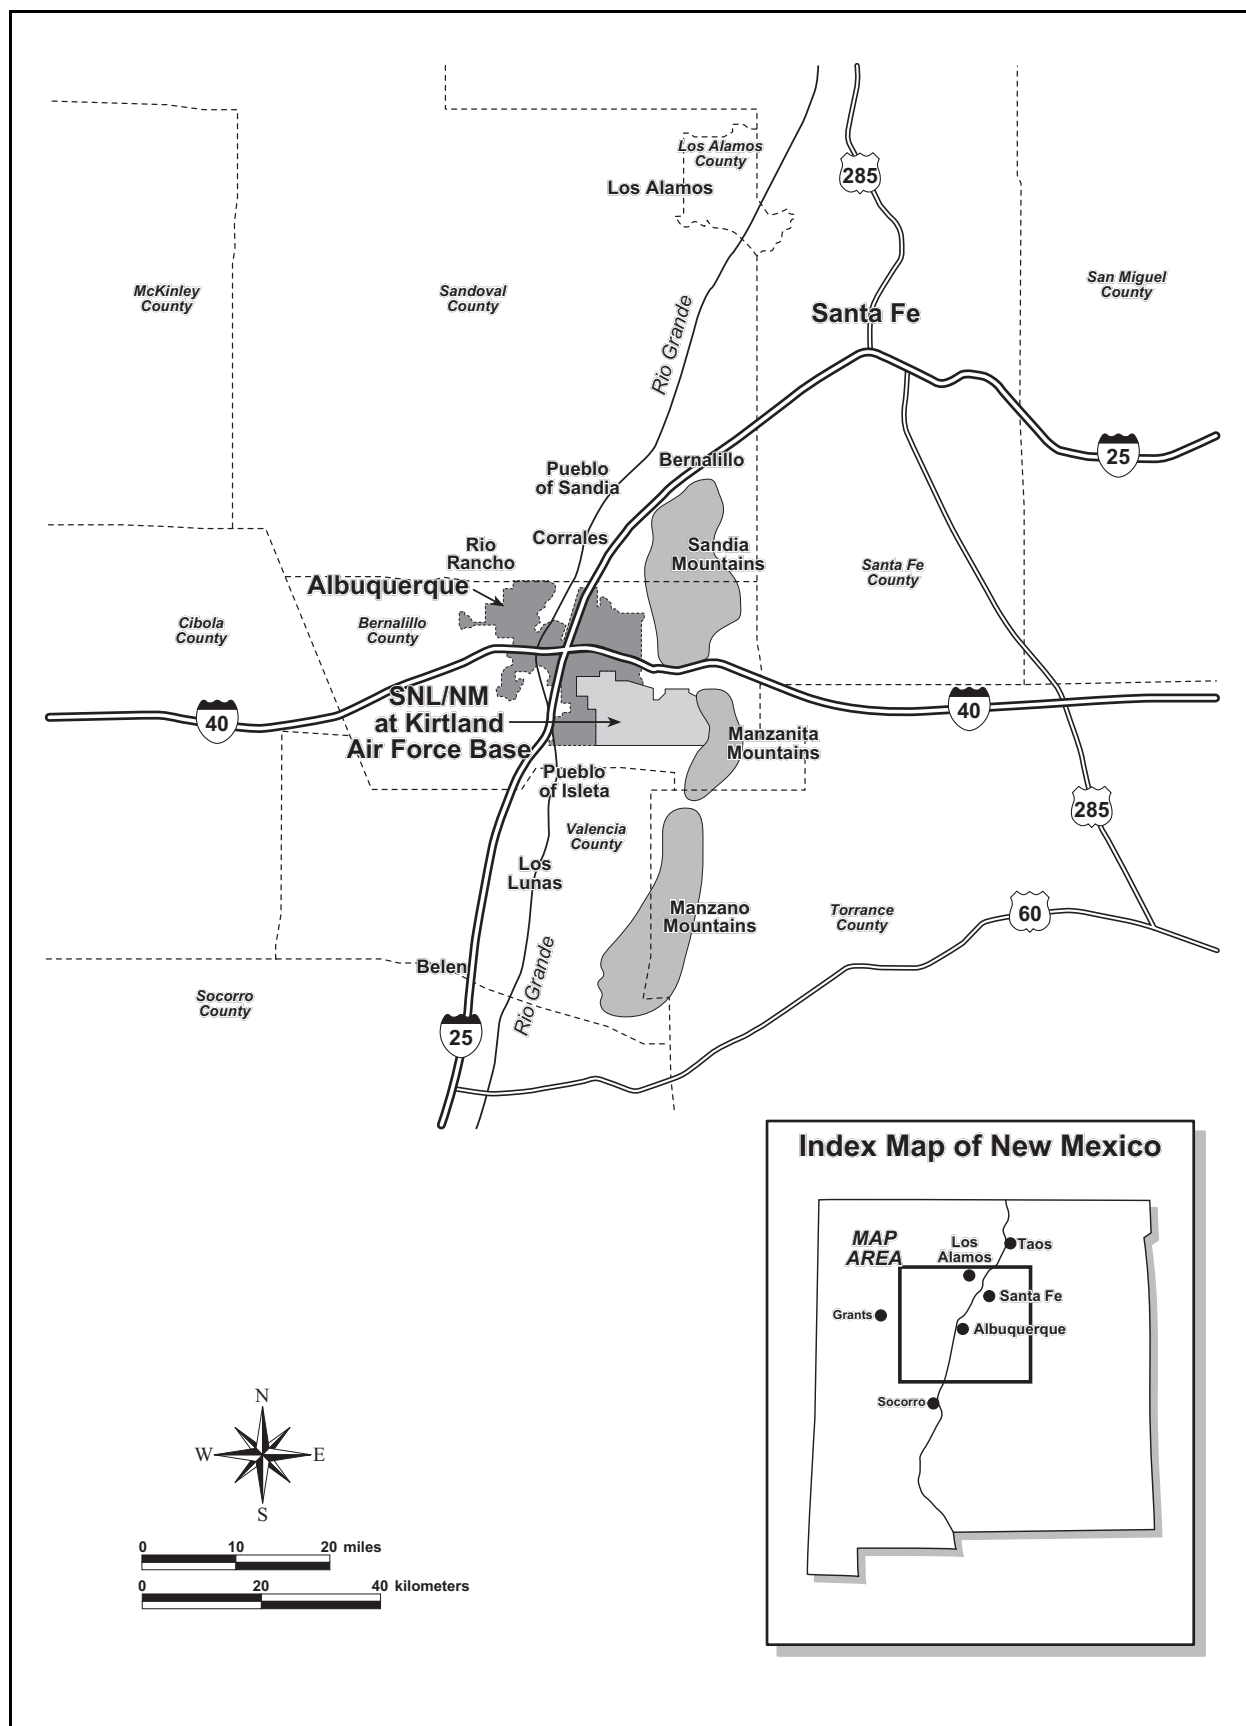 Los Alamos
County
Los Alamos
285
McKinley
County
Sandoval
County
San Miguel
County
Santa Fe
Rio Grande
Bernalillo
25
Pueblo
of Sandia
Corrales
Rio
Rancho
Sandia
Mountains
Santa Fe
County
Albuquerque
Cibola
County
Bernalillo
County
SNL/NM
at Kirtland
Air Force Base
40
40
Manzanita
Mountains
Pueblo
of Isleta
285
Valencia
County
Los
Lunas
Manzano
Mountains
Torrance
County
60
Belen
Rio Grande
Socorro
County
25
Index Map of New Mexico
MAP
AREA
Los
Alamos
Taos
Santa Fe
Grants
Albuquerque
Socorro
N
W
E
S
0 10 20 miles
0 20 40 kilometers